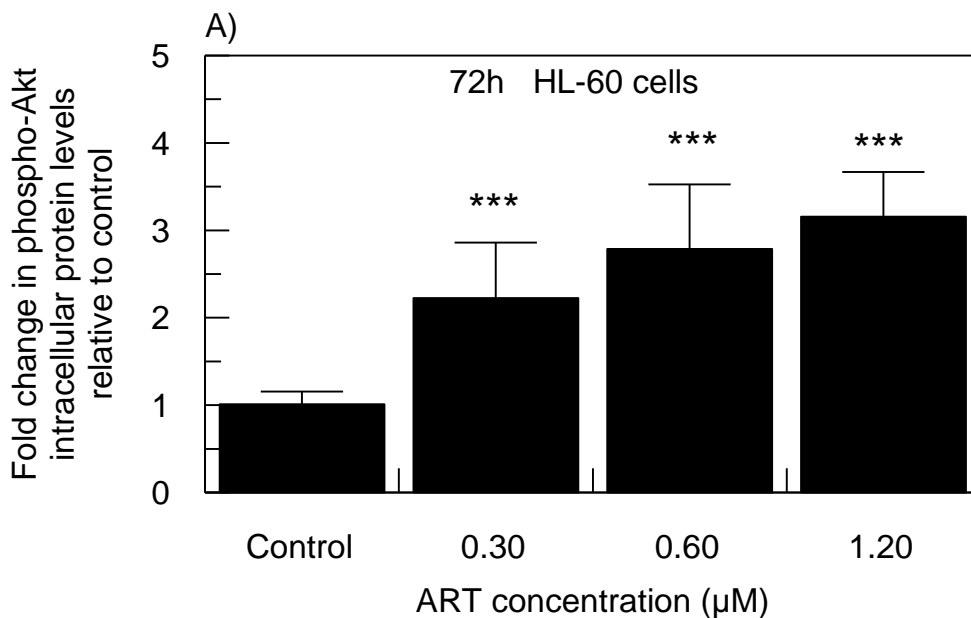 A)
Fold change in phospho-Akt
intracellular protein levels
relative to control
5
4
3
2
1
0
72h HL-60 cells
***
***
***
Control 0.30 0.60 1.20
ART concentration (µM)